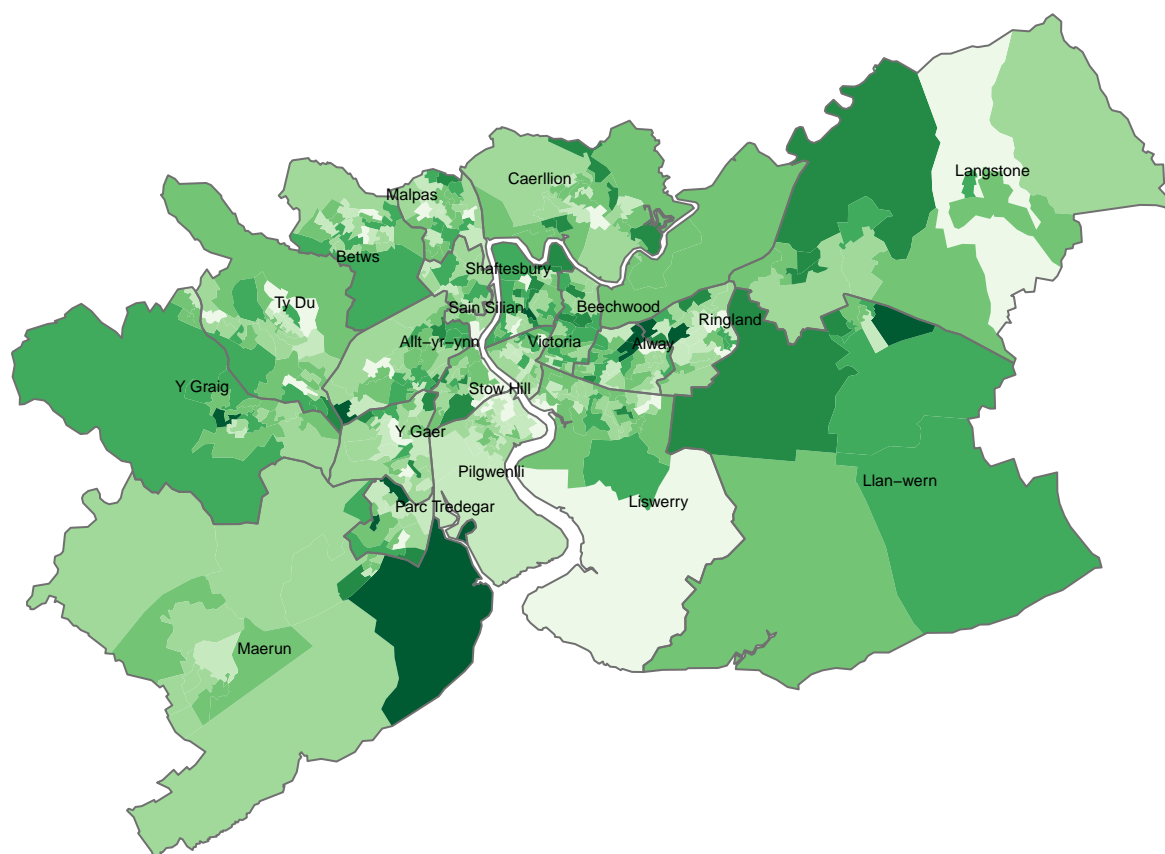 Langstone
Caerllion
Malpas
Betws
Shaftesbury
Ty Du
Sain Silian
Beechwood
Ringland
Allt−yr−ynn
Victoria
Alway
Y Graig
Stow Hill
Y Gaer
Pilgwenlli
Llan−wern
Liswerry
Parc Tredegar
Maerun